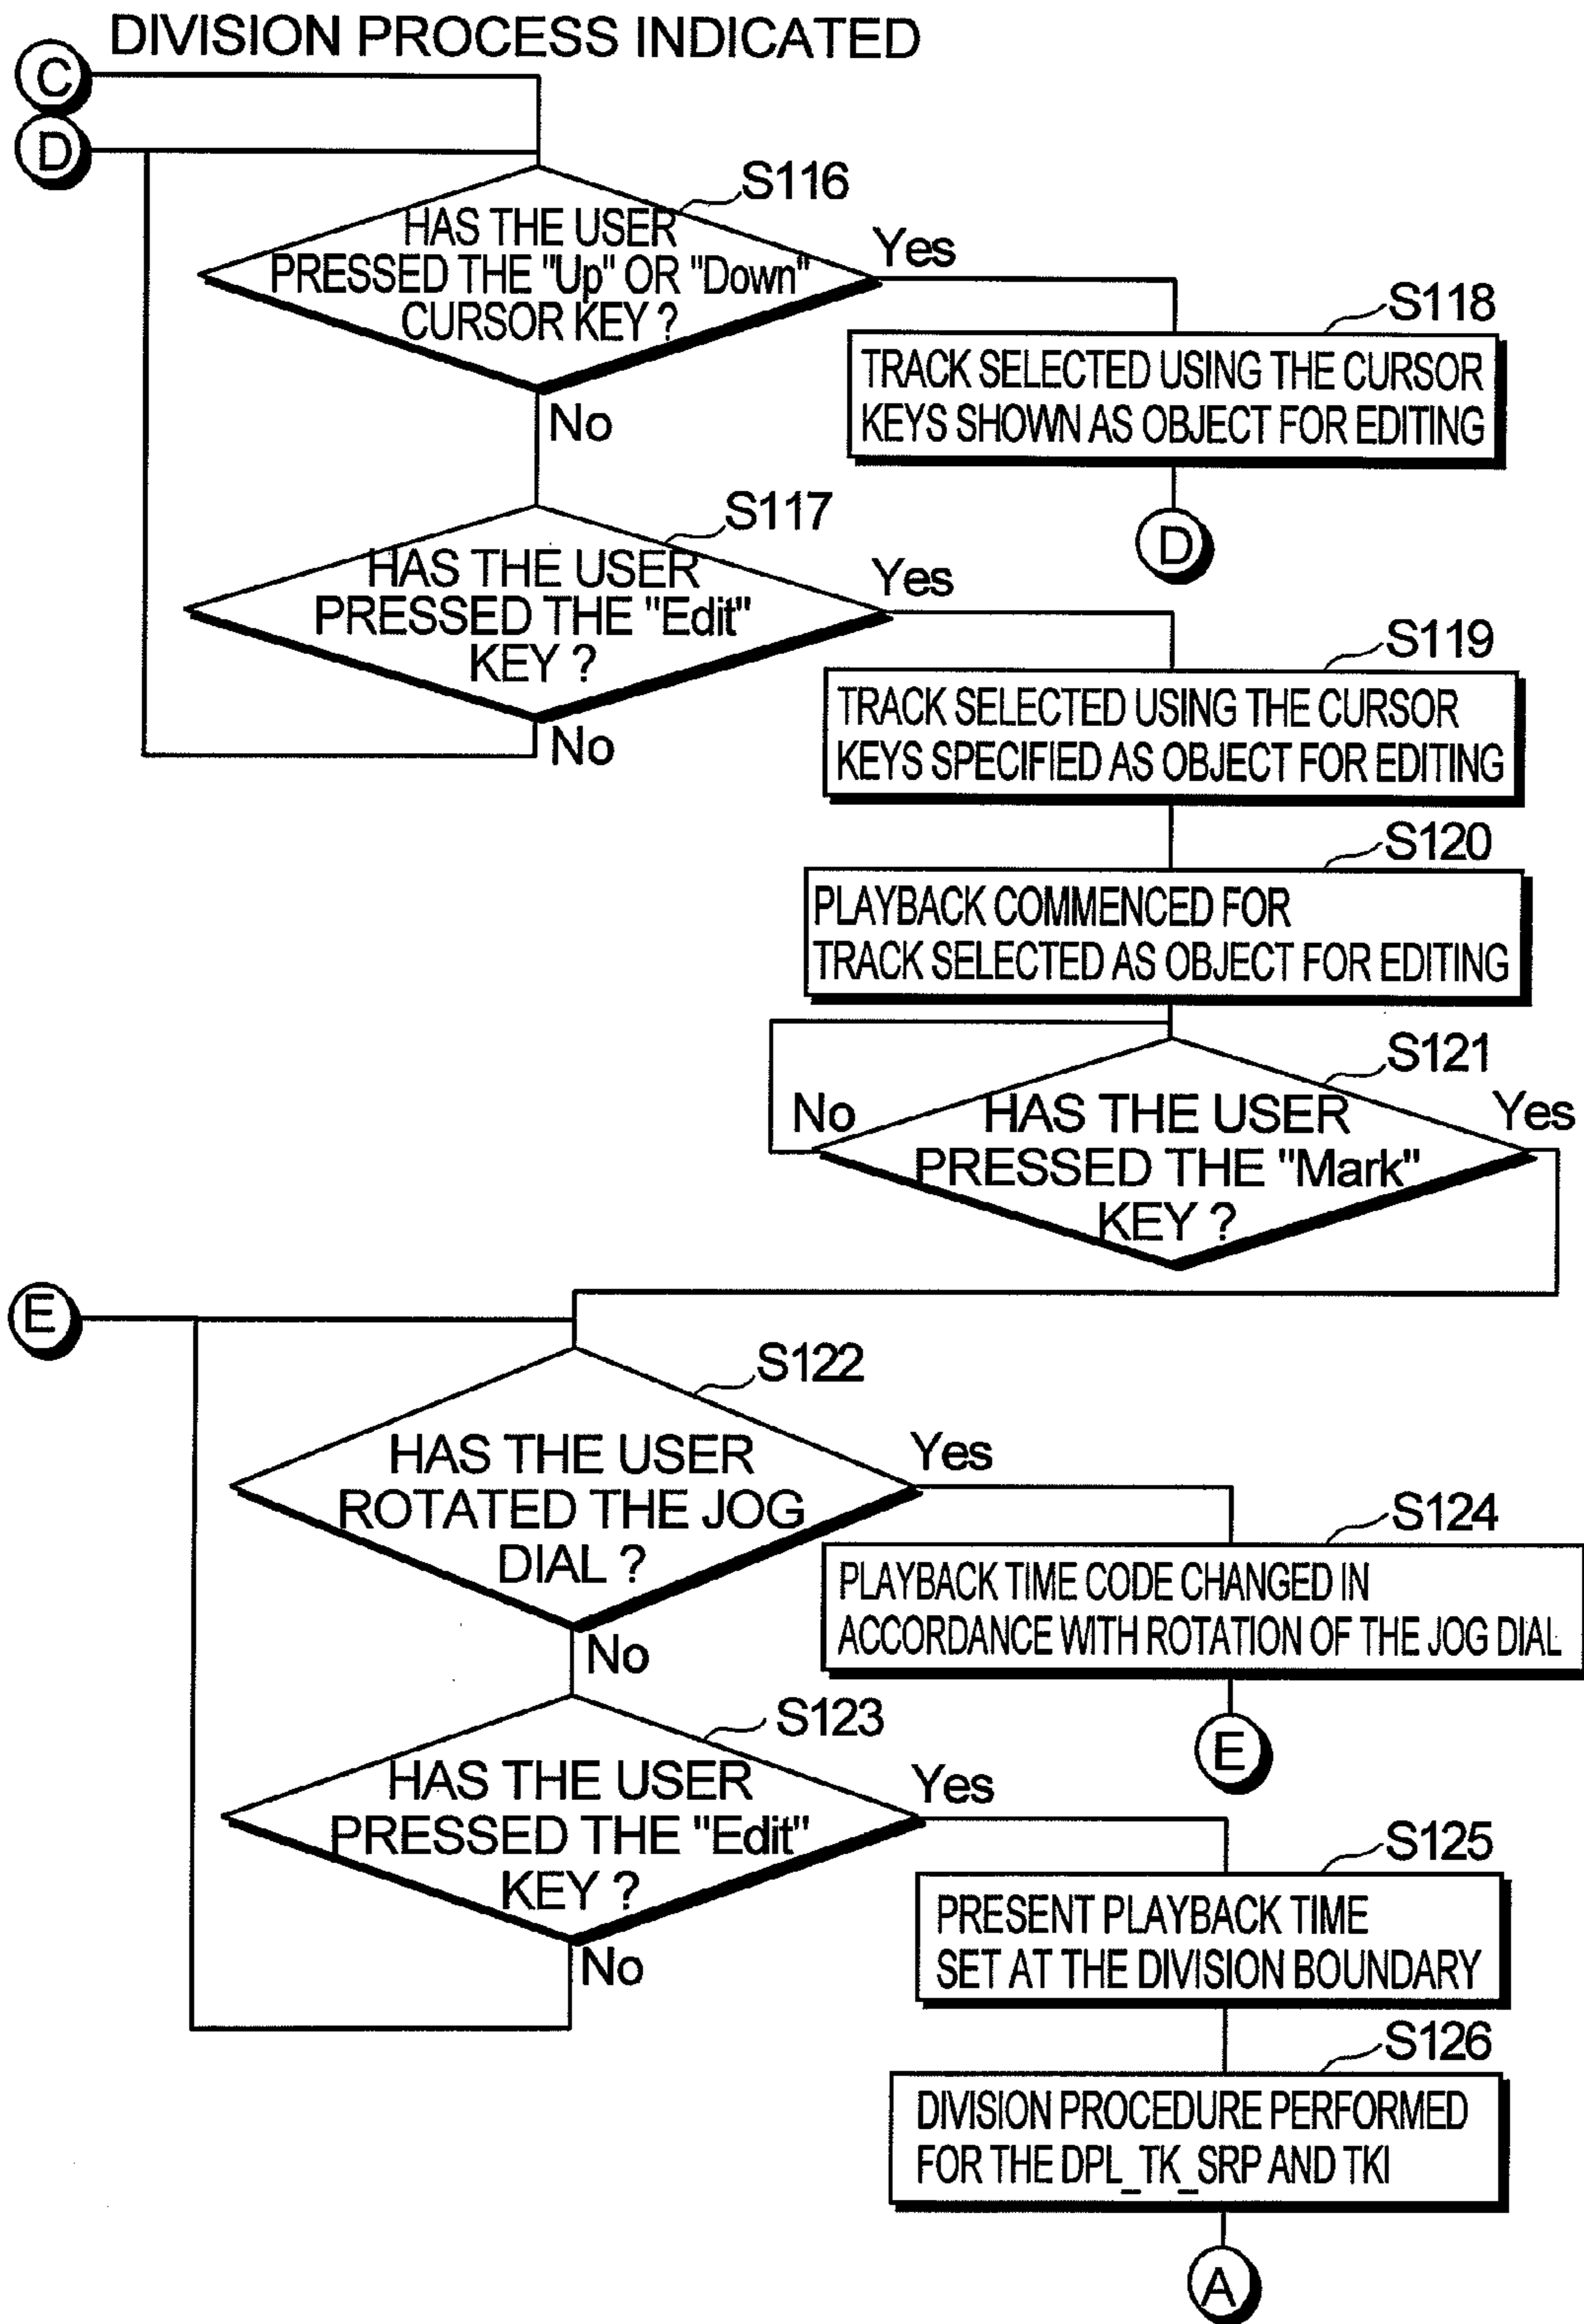 DIVISION PROCESS INDICATED
C
D
S116
HAS THE USER
PRESSED THE "Up" OR "Down"
CURSOR KEY ?
Yes
No
S118
TRACK SELECTED USING THE CURSOR
KEYS SHOWN AS OBJECT FOR EDITING
D
S117
HAS THE USER
PRESSED THE "Edit"
KEY ?
Yes
No
S119
TRACK SELECTED USING THE CURSOR
KEYS SPECIFIED AS OBJECT FOR EDITING
S120
PLAYBACK COMMENCED FOR
TRACK SELECTED AS OBJECT FOR EDITING
S121
No
HAS THE USER
PRESSED THE "Mark"
KEY ?
Yes
E
S122
HAS THE USER
ROTATED THE JOG
DIAL ?
Yes
No
S124
PLAYBACK TIME CODE CHANGED IN
ACCORDANCE WITH ROTATION OF THE JOG DIAL
E
S123
HAS THE USER
PRESSED THE "Edit"
KEY ?
Yes
No
S125
PRESENT PLAYBACK TIME
SET AT THE DIVISION BOUNDARY
S126
DIVISION PROCEDURE PERFORMED
FOR THE DPL_TK_SRP AND TKI
A